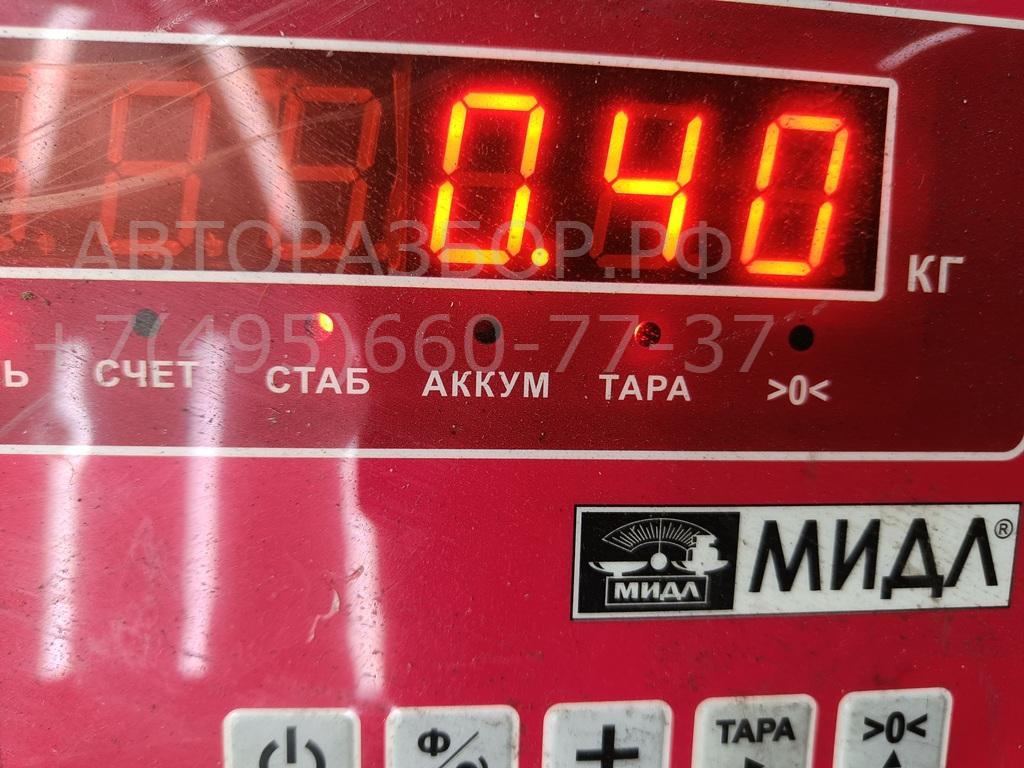 0.40
КГ
АВТОРАЗБОР.РФ
+7(495)660-77-37
СЧЕТ СТАБ АККУМ ТАРА >0<
МИДЛ МИДЛ®
Ф ТАРА >0<
+